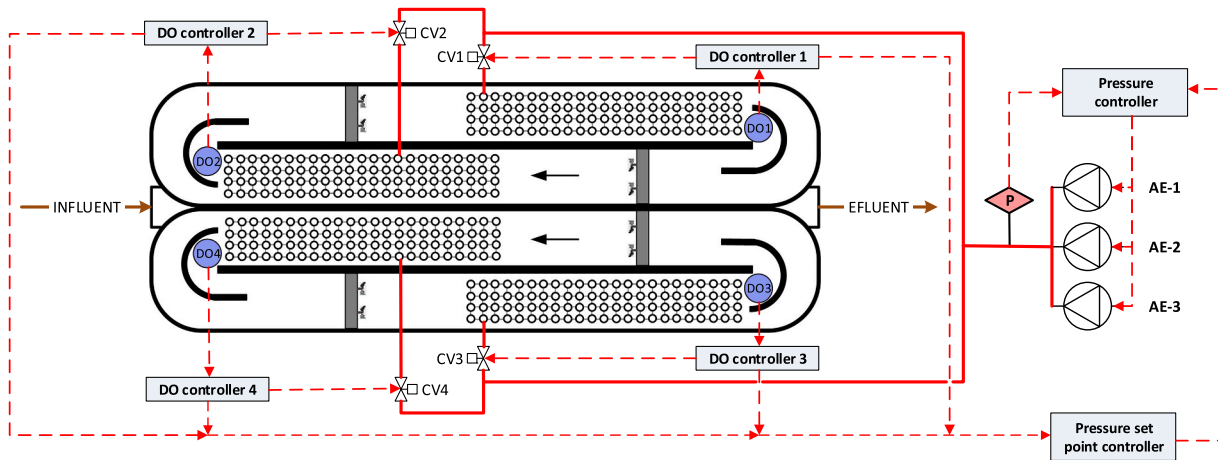 DO controller 2
CV2
CV1
DO controller 1
Pressure
controller
DO1
DO2
INFLUENT
EFLUENT
P
AE-1
AE-2
AE-3
DO4
DO3
CV3
DO controller 3
DO controller 4
CV4
Pressure set
point controller